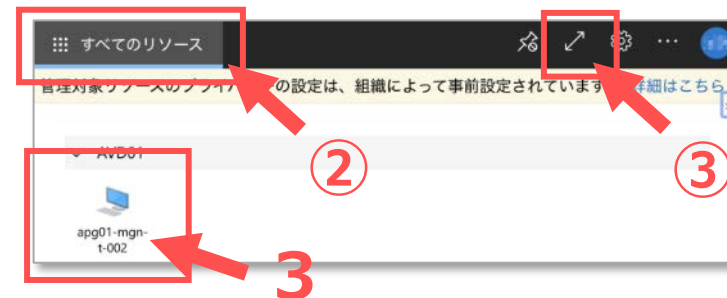 すべてのリソース
管理対象リソースのプライバシーの設定は、組織によって事前設定されています 詳細はこちら
②
③
AVD01
apg01-mgn-
t-002
3